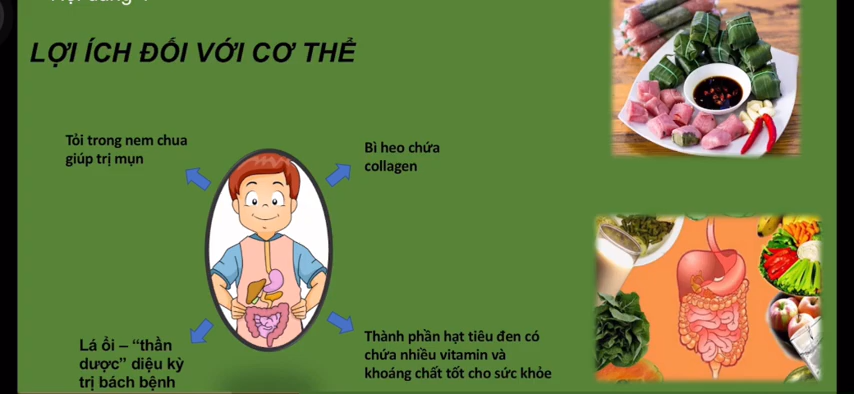 LỢI ÍCH ĐỐI VỚI CƠ THỂ
Tỏi trong nem chua
giúp trị mụn
Bì heo chứa
collagen
Lá ổi – “thần
dược” diệu kỳ
trị bách bệnh
Thành phần hạt tiêu đen có
chứa nhiều vitamin và
khoáng chất tốt cho sức khỏe